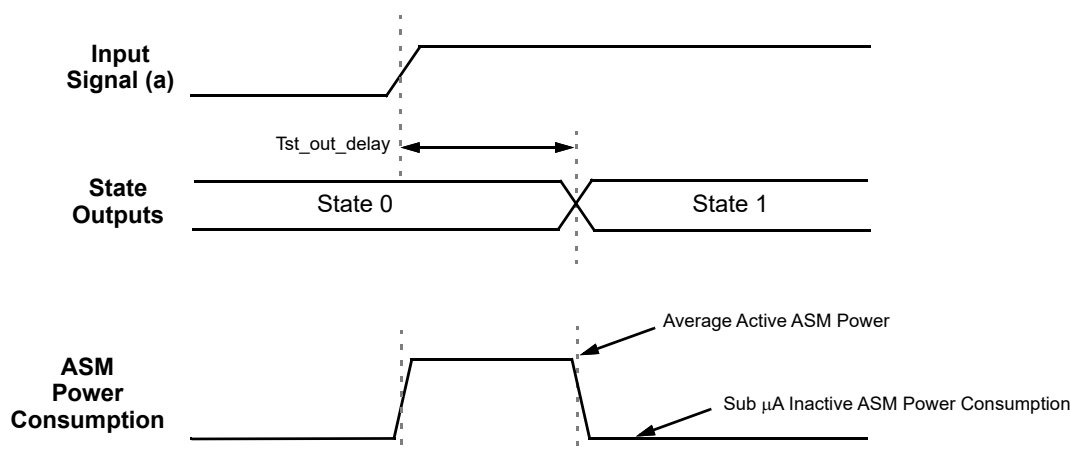 Input
Signal (a)
Tst_out_delay
State
Outputs
State 0
State 1
Average Active ASM Power
ASM
Power
Consumption
Sub μA Inactive ASM Power Consumption